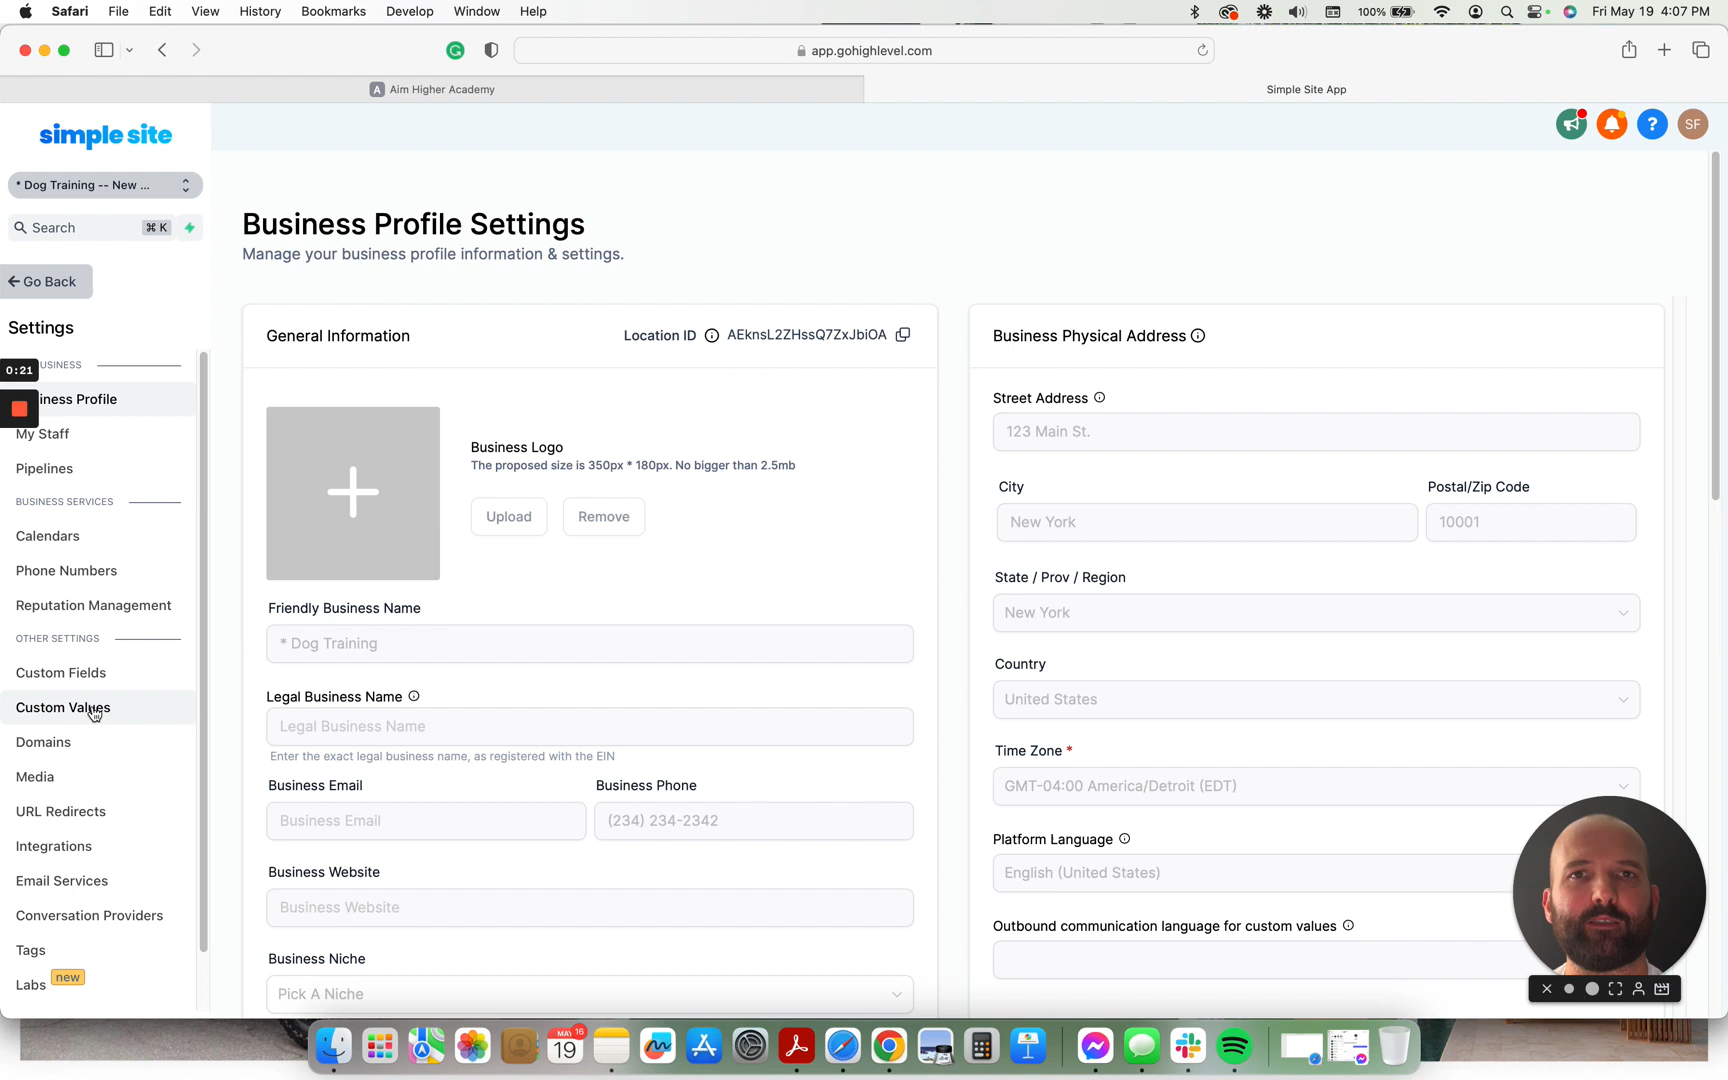 Safari File Edit View History Bookmarks Develop Window Help 100% Fri May 19 4:07 PM
app.gohighlevel.com
A Aim Higher Academy Simple Site App
simple site
SF
* Dog Training -- New ...
Search ⌘ K
Go Back
Settings
Business Profile Settings
Manage your business profile information & settings.
0:21
USINESS
iness Profile
My Staff
Pipelines
BUSINESS SERVICES
Calendars
Phone Numbers
Reputation Management
OTHER SETTINGS
Custom Fields
Custom Values
Domains
Media
URL Redirects
Integrations
Email Services
Conversation Providers
Tags
Labs new
General Information Location ID AEknsL2ZHssQ7ZxJbiOA
Business Logo
The proposed size is 350px * 180px. No bigger than 2.5mb
Upload Remove
Friendly Business Name
* Dog Training
Legal Business Name
Legal Business Name
Enter the exact legal business name, as registered with the EIN
Business Email Business Phone
Business Email (234) 234-2342
Business Website
Business Website
Business Niche
Pick A Niche
Business Physical Address
Street Address
123 Main St.
City Postal/Zip Code
New York 10001
State / Prov / Region
New York
Country
United States
Time Zone *
GMT-04:00 America/Detroit (EDT)
Platform Language
English (United States)
Outbound communication language for custom values
MAY 16
19